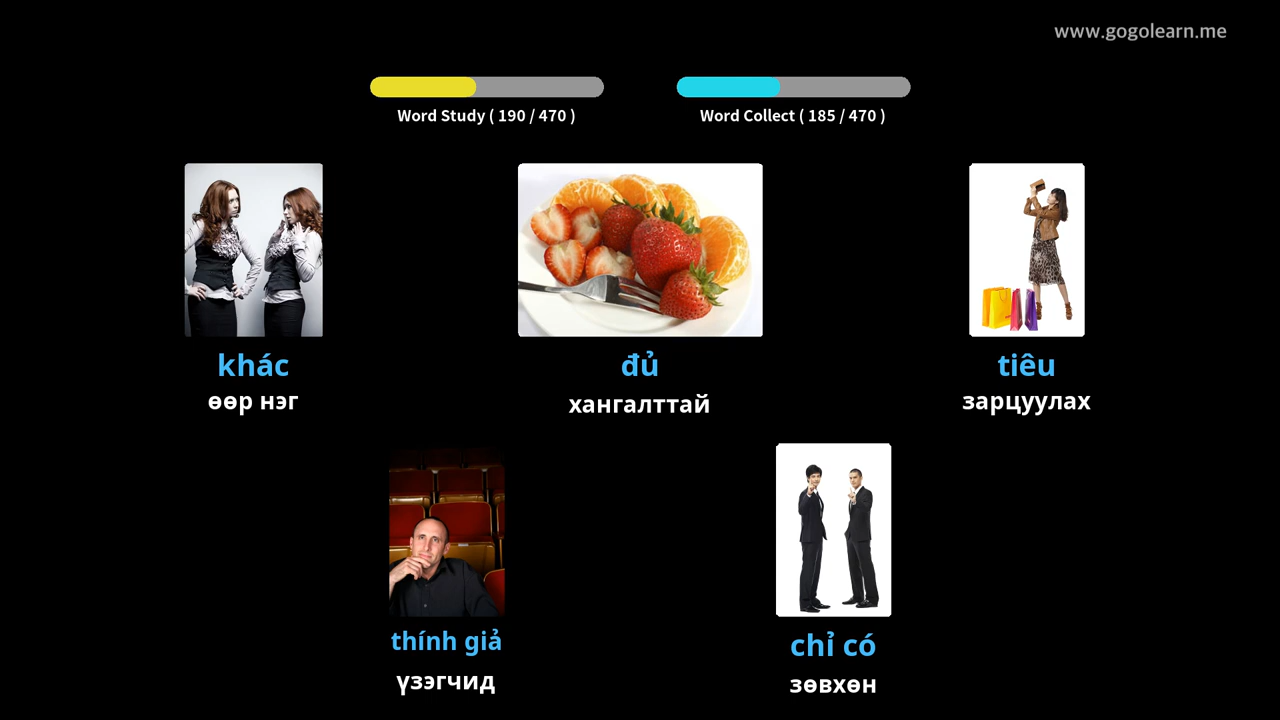 www.gogolearn.me
Word Study ( 190 / 470 )
Word Collect ( 185 / 470 )
khác
өөр нэг
đủ
хангалттай
tiêu
зарцуулах
thính giả
үзэгчид
chỉ có
зөвхөн